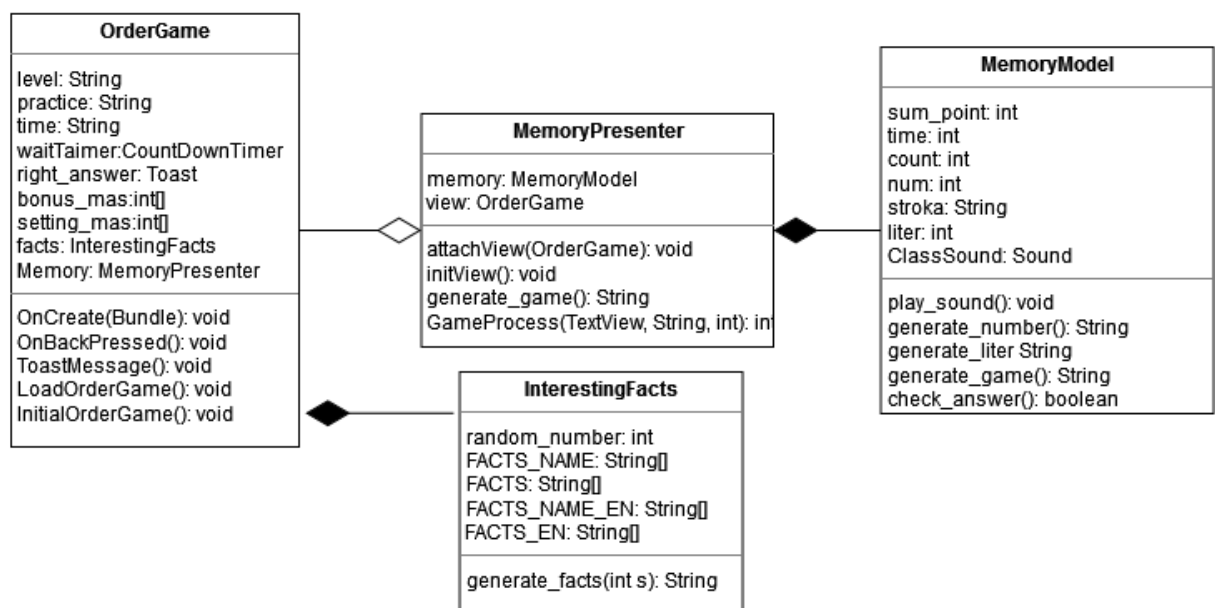 OrderGame
level: String
practice: String
time: String
waitTaimer:CountDownTimer
right_answer: Toast
bonus_mas:int[]
setting_mas:int[]
facts: InterestingFacts
Memory: MemoryPresenter
OnCreate(Bundle): void
OnBackPressed(): void
ToastMessage(): void
LoadOrderGame(): void
InitialOrderGame(): void
MemoryPresenter
memory: MemoryModel
view: OrderGame
attachView(OrderGame): void
initView(): void
generate_game(): String
GameProcess(TextView, String, int): int
MemoryModel
sum_point: int
time: int
count: int
num: int
stroka: String
liter: int
ClassSound: Sound
play_sound(): void
generate_number(): String
generate_liter String
generate_game(): String
check_answer(): boolean
InterestingFacts
random_number: int
FACTS_NAME: String[]
FACTS: String[]
FACTS_NAME_EN: String[]
FACTS_EN: String[]
generate_facts(int s): String